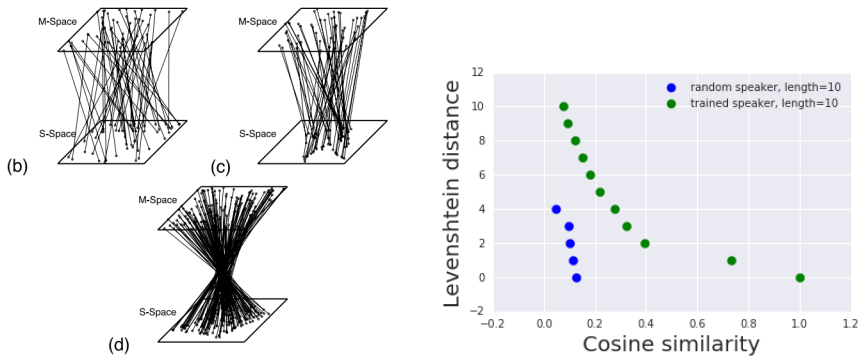 M-Space
S-Space
(b)
M-Space
S-Space
(c)
M-Space
S-Space
(d)
Levenshtein distance
12
10
8
6
4
2
0
−2
random speaker, length=10
trained speaker, length=10
−0.2 0.0 0.2 0.4 0.6 0.8 1.0 1.2
Cosine similarity